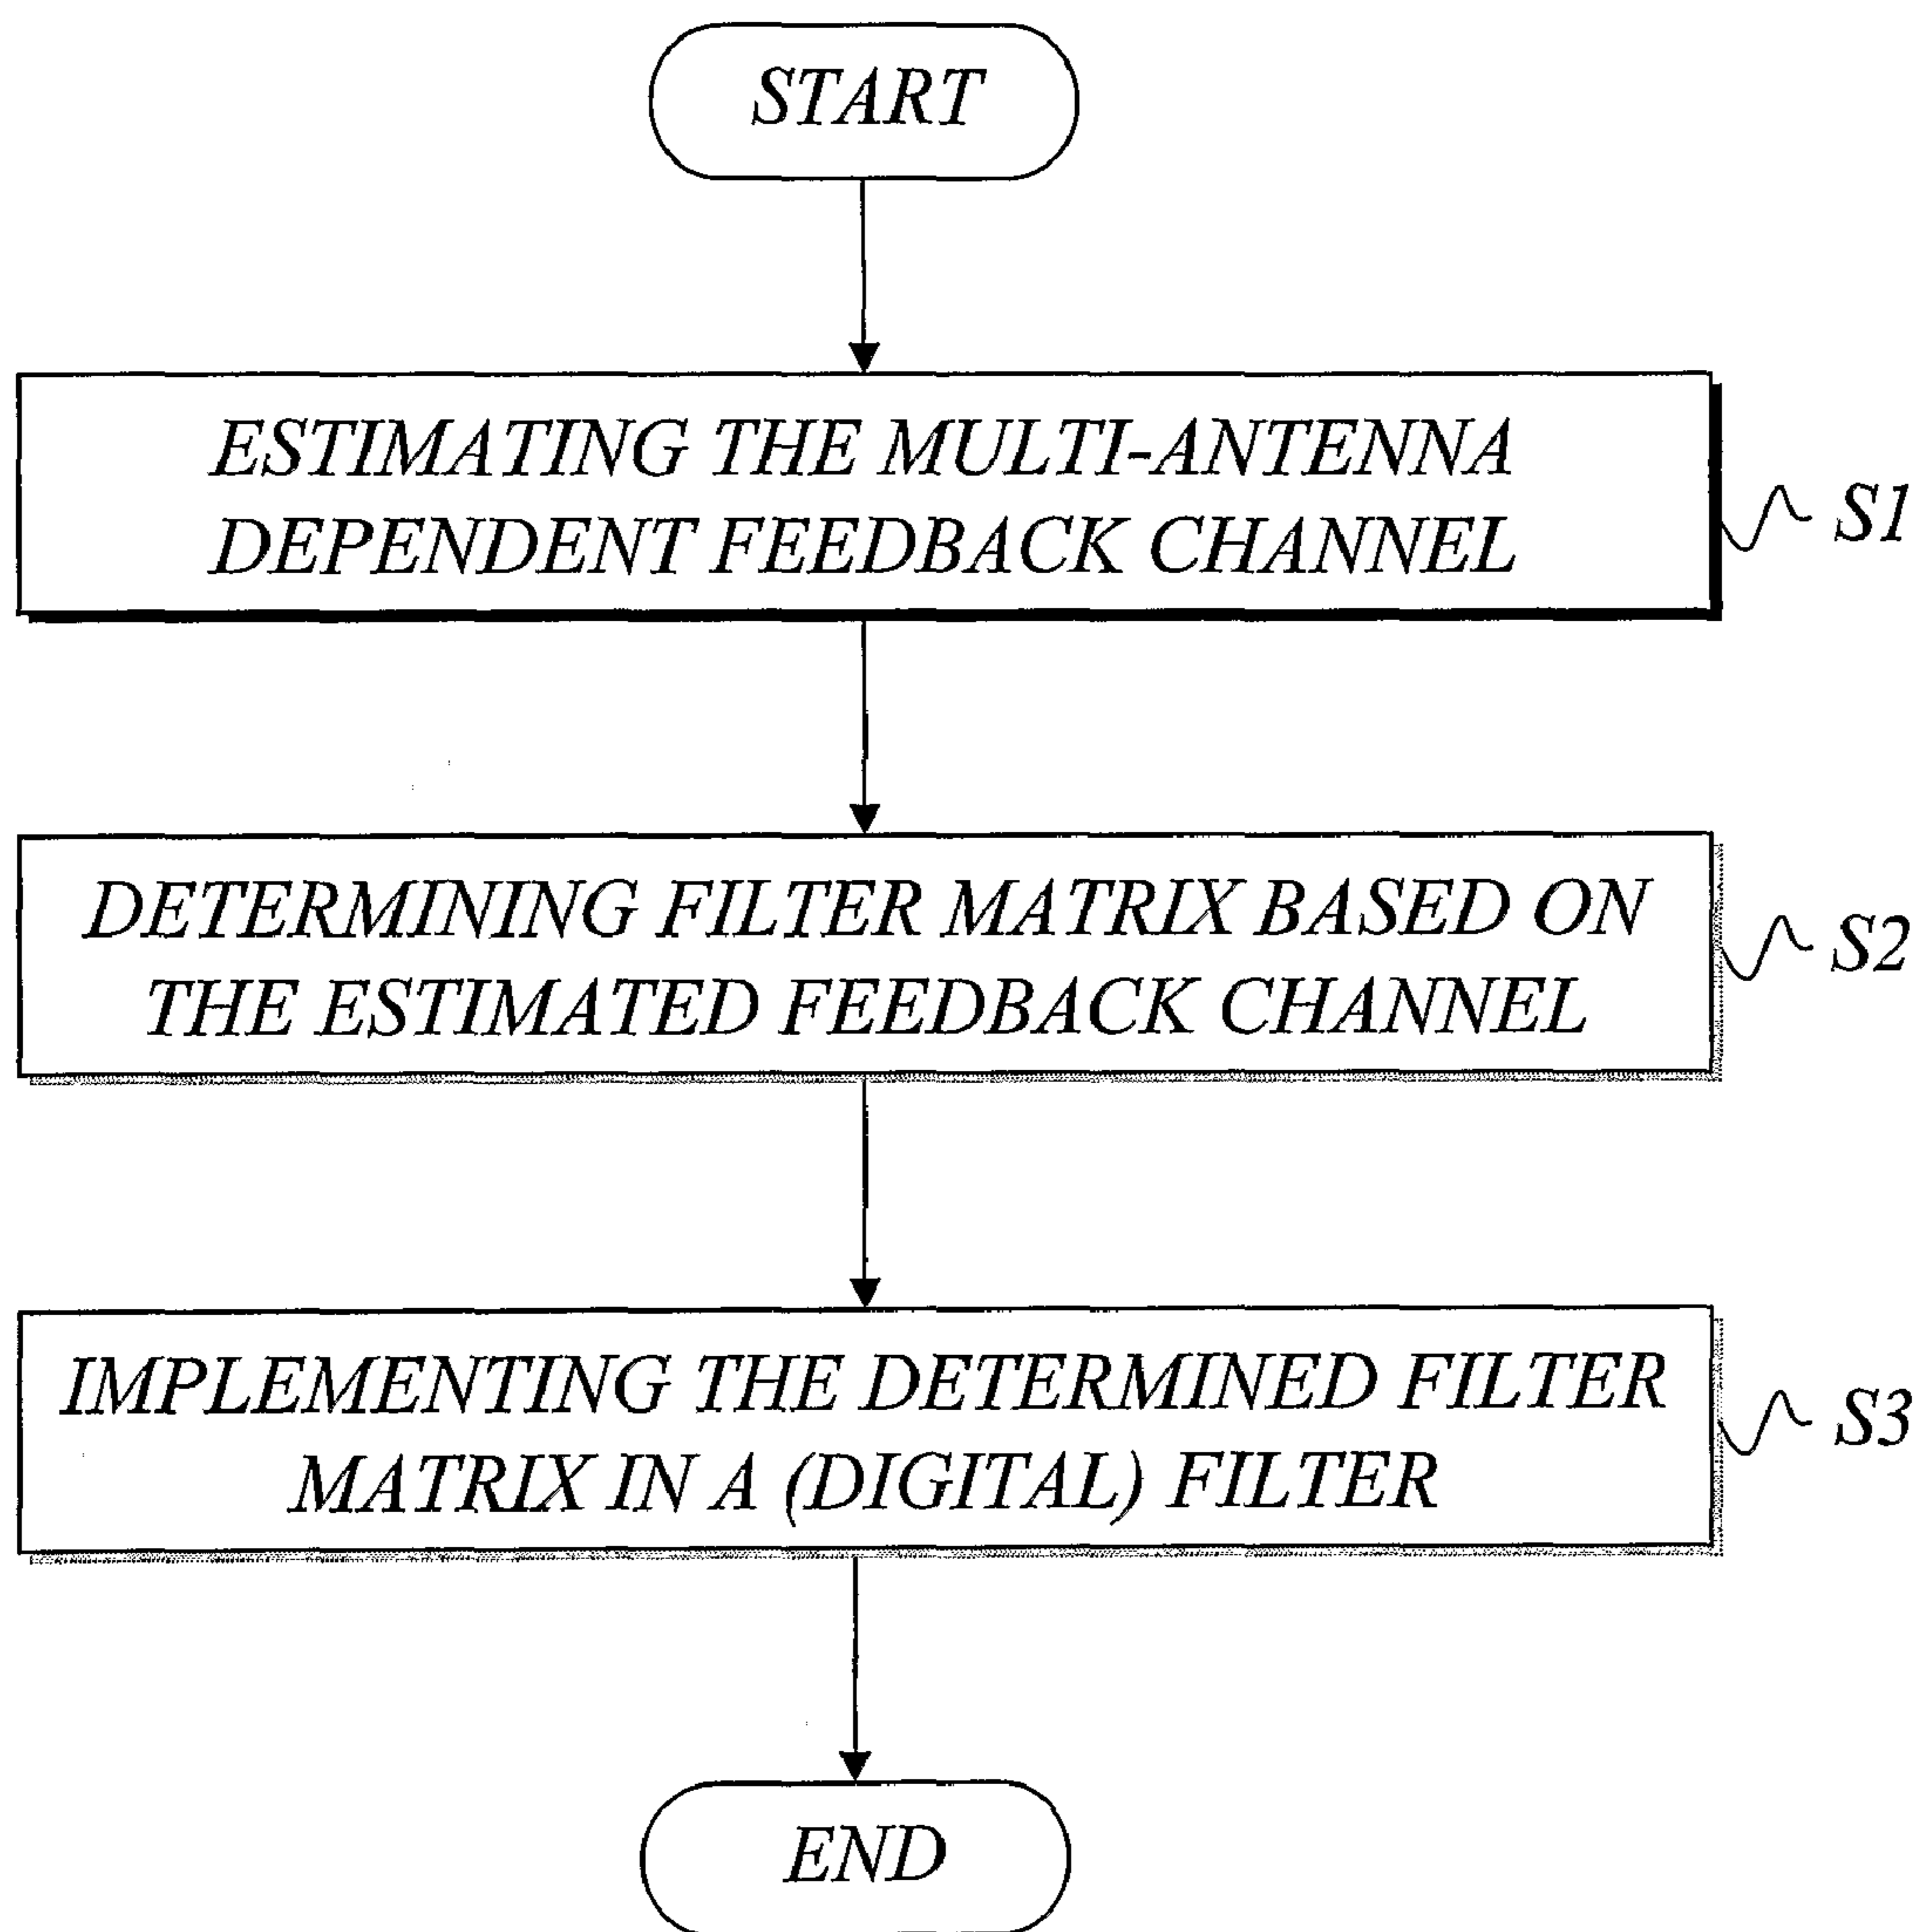 START
ESTIMATING THE MULTI-ANTENNA
DEPENDENT FEEDBACK CHANNEL
S1
DETERMINING FILTER MATRIX BASED ON
THE ESTIMATED FEEDBACK CHANNEL
S2
IMPLEMENTING THE DETERMINED FILTER
MATRIX IN A (DIGITAL) FILTER
S3
END